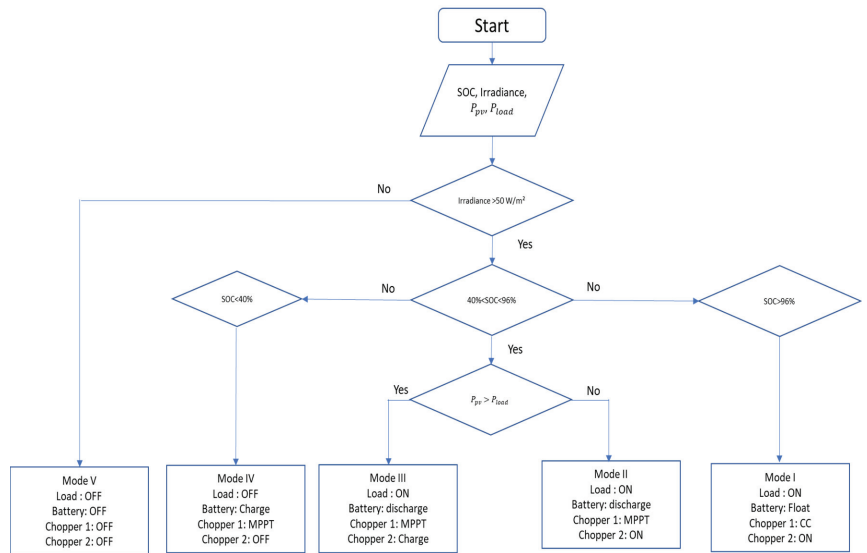 Start
SOC, Irradiance,
P_pv, P_load
Irradiance >50 W/m²
No
Yes
SOC<40%
No
40%<SOC<96%
No
SOC>96%
Yes
Yes
P_pv > P_load
No
Mode V
Load : OFF
Battery: OFF
Chopper 1: OFF
Chopper 2: OFF
Mode IV
Load : OFF
Battery: Charge
Chopper 1: MPPT
Chopper 2: OFF
Mode III
Load : ON
Battery: discharge
Chopper 1: MPPT
Chopper 2: Charge
Mode II
Load : ON
Battery: discharge
Chopper 1: MPPT
Chopper 2: ON
Mode I
Load: ON
Battery: Float
Chopper 1: CC
Chopper 2: ON